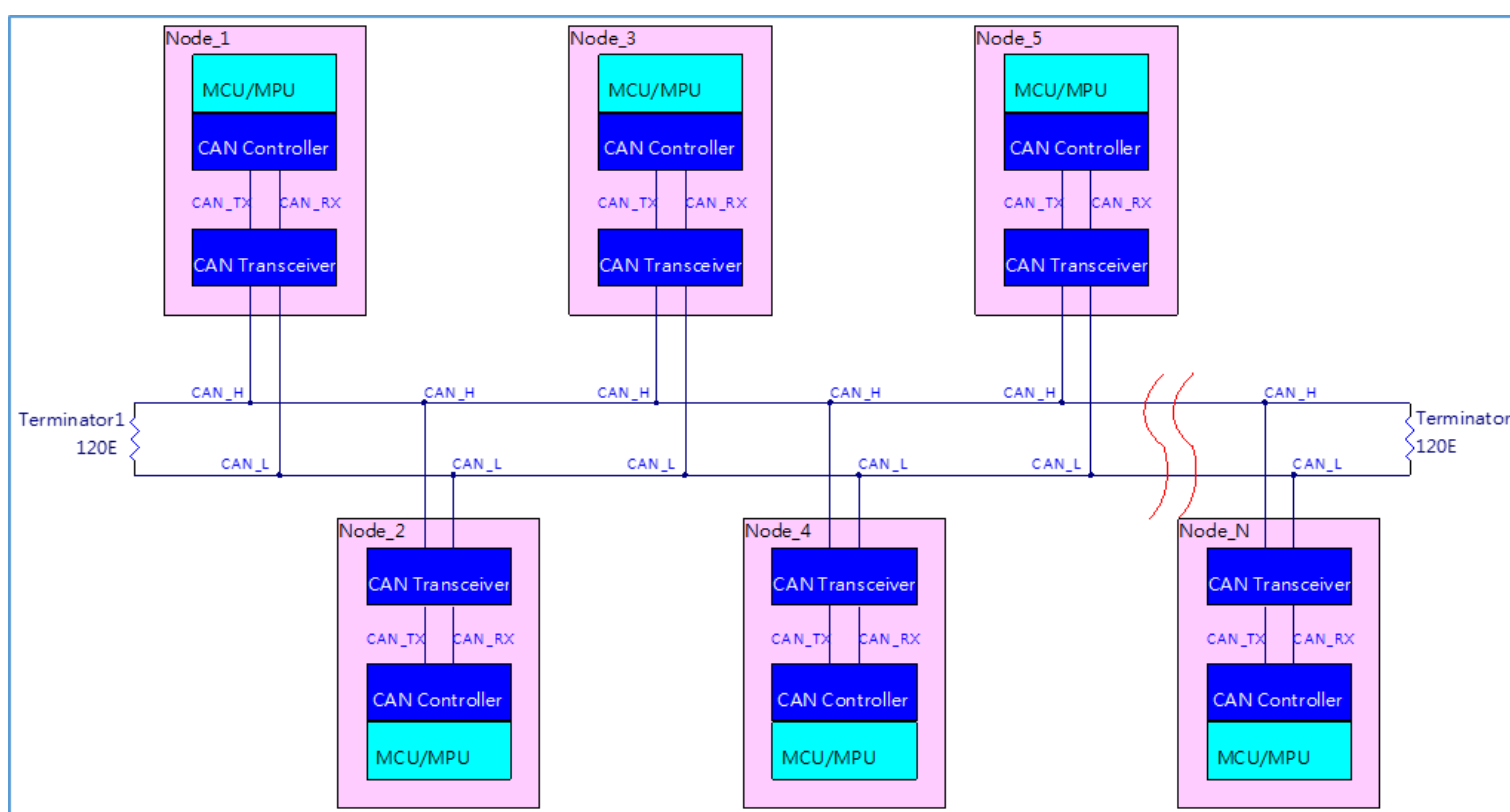 Node_1
MCU/MPU
CAN Controller
CAN_TX
CAN_RX
CAN Transceiver
Node_3
MCU/MPU
CAN Controller
CAN_TX
CAN_RX
CAN Transceiver
Node_5
MCU/MPU
CAN Controller
CAN_TX
CAN_RX
CAN Transceiver
CAN_H
CAN_H
CAN_H
CAN_H
CAN_H
CAN_H
Terminator1
120E
Terminator
120E
CAN_L
CAN_L
CAN_L
CAN_L
CAN_L
CAN_L
Node_2
CAN Transceiver
CAN_TX
CAN_RX
CAN Controller
MCU/MPU
Node_4
CAN Transceiver
CAN_TX
CAN_RX
CAN Controller
MCU/MPU
Node_N
CAN Transceiver
CAN_TX
CAN_RX
CAN Controller
MCU/MPU